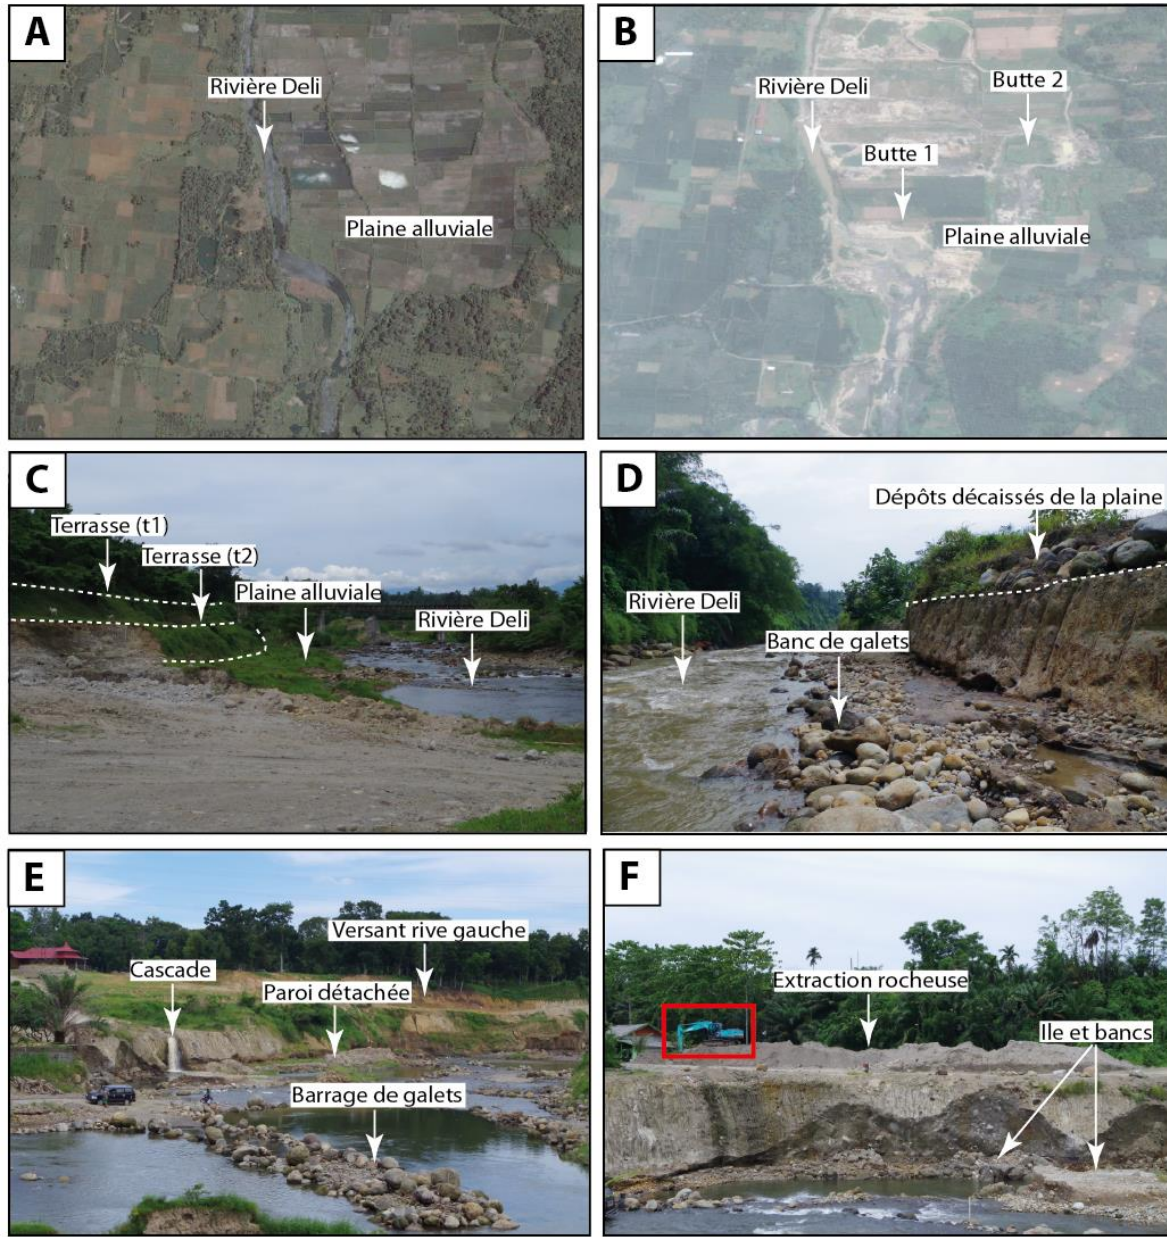 A
Rivière Deli
Plaine alluviale
B
Rivière Deli
Butte 2
Butte 1
Plaine alluviale
C
Terrasse (t1)
Terrasse (t2)
Plaine alluviale
Rivière Deli
D
Dépôts décaissés de la plaine
Rivière Deli
Banc de galets
E
Versant rive gauche
Cascade
Paroi détachée
Barrage de galets
F
Extraction rocheuse
Ile et bancs